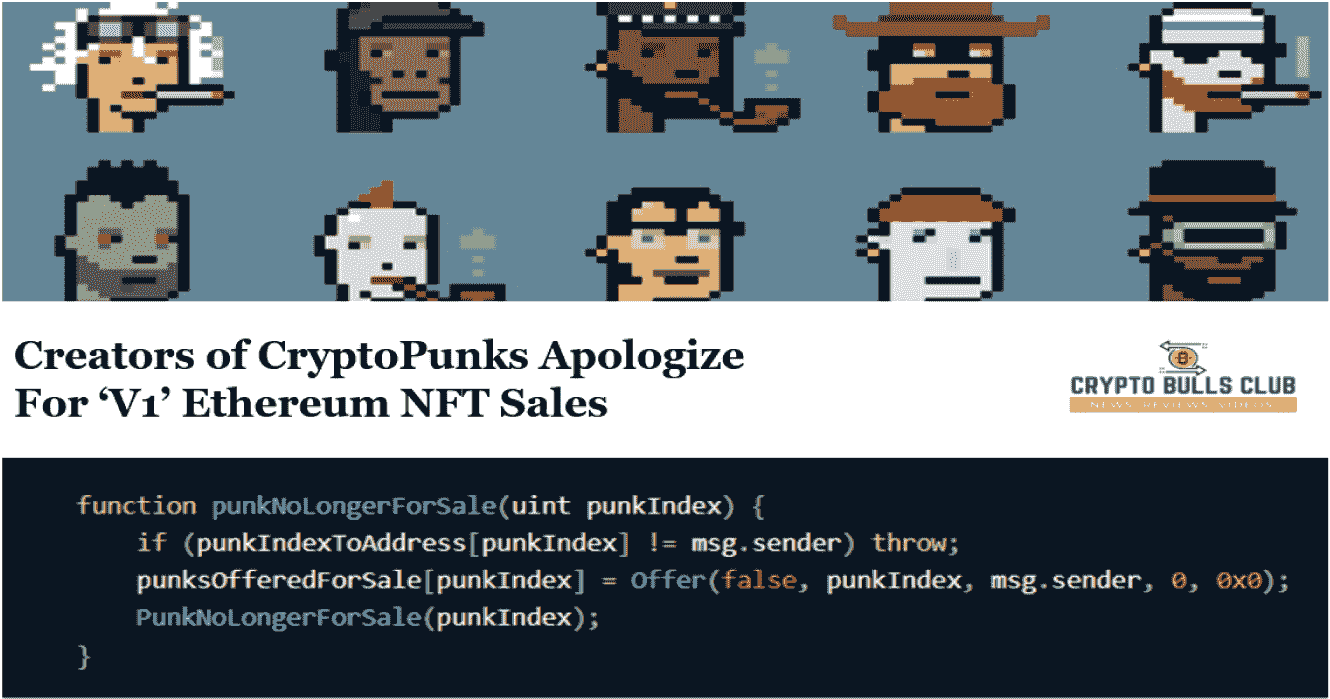 Creators of CryptoPunks Apologize
For ‘V1’ Ethereum NFT Sales
CRYPTO BULLS CLUB
NEWS REVIEWS VIDEOS
function punkNoLongerForSale(uint punkIndex) {
    if (punkIndexToAddress[punkIndex] != msg.sender) throw;
    punksOfferedForSale[punkIndex] = Offer(false, punkIndex, msg.sender, 0, 0x0);
    PunkNoLongerForSale(punkIndex);
}